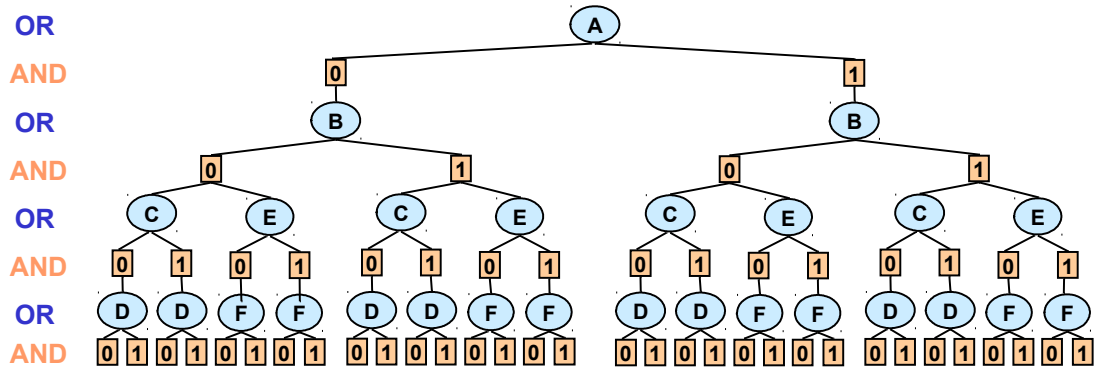 OR A
AND 0 1
OR B B
AND 0 1 0 1
OR C E C E C E C E
AND 0 1 0 1 0 1 0 1 0 1 0 1 0 1 0 1
OR D D F F D D F F D D F F D D F F
AND 0 1 0 1 0 1 0 1 0 1 0 1 0 1 0 1 0 1 0 1 0 1 0 1 0 1 0 1 0 1 0 1